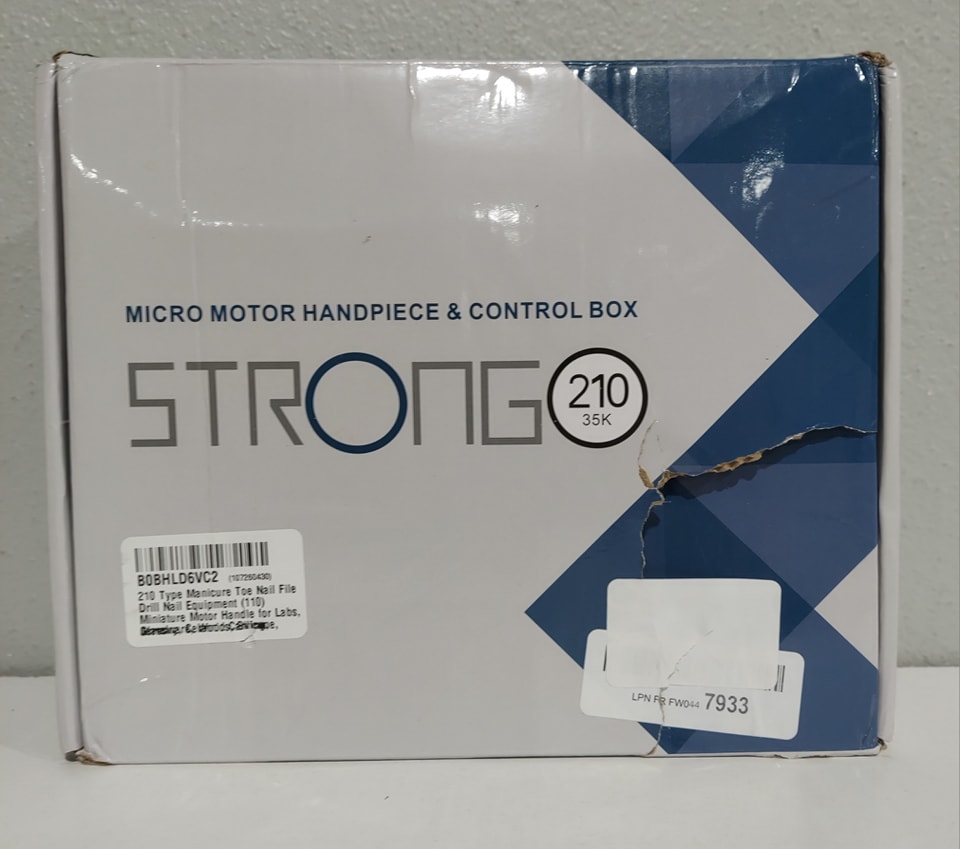 MICRO MOTOR HANDPIECE & CONTROL BOX
STRONG
210
35K
B0BHLD6VC2 (107260430)
210 Type Manicure Toe Nail File
Drill Nail Equipment (110)
Miniature Motor Handle for Labs,
LPN FR FW044 7933